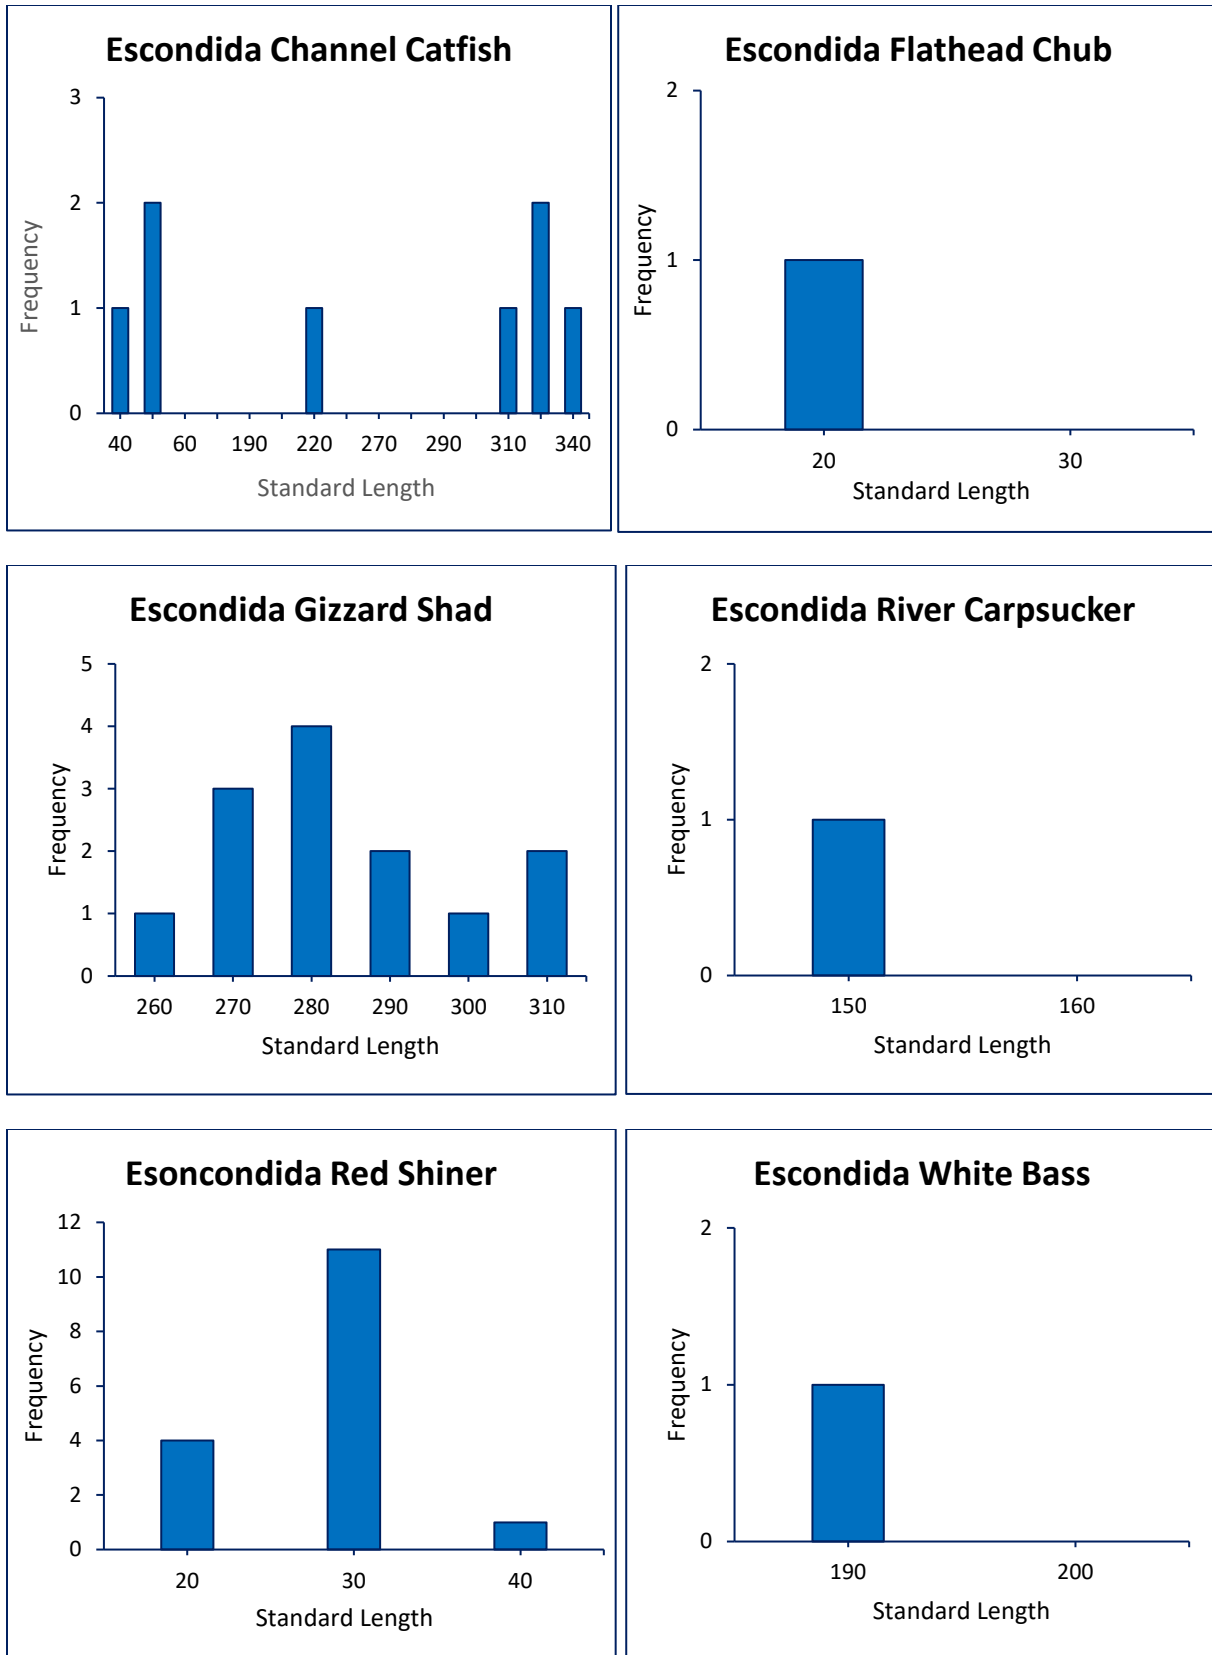 Escondida Channel Catfish
3
2
1
0
Frequency
40 60 190 220 270 290 310 340
Standard Length
Escondida Flathead Chub
2
1
0
Frequency
20 30
Standard Length
Escondida Gizzard Shad
5
4
3
2
1
0
Frequency
260 270 280 290 300 310
Standard Length
Escondida River Carpsucker
2
1
0
Frequency
150 160
Standard Length
Esoncondida Red Shiner
12
10
8
6
4
2
0
Frequency
20 30 40
Standard Length
Escondida White Bass
2
1
0
Frequency
190 200
Standard Length